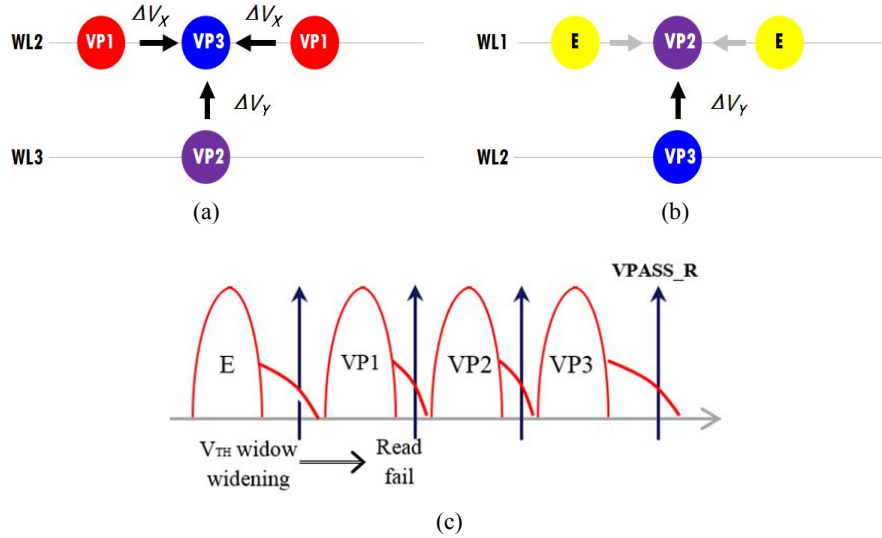 ΔVX ΔVX
WL2 VP1 VP3 VP1
ΔVY
WL3 VP2
(a)
WL1 E VP2 E
ΔVY
WL2 VP3
(b)
VPASS_R
E VP1 VP2 VP3
VTH widow
widening
Read
fail
(c)